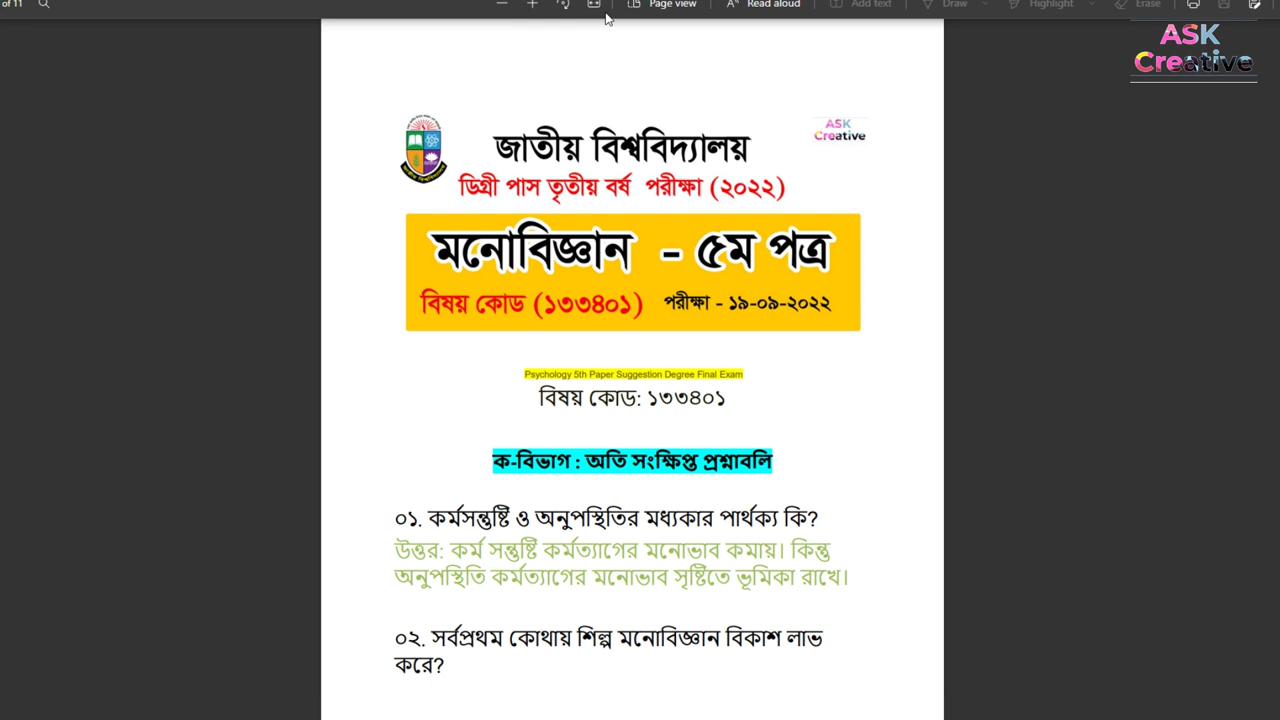 of 11 Page view Read aloud Add text Draw Highlight Erase
ASK
Creative
ASK
Creative
জাতীয় বিশ্ববিদ্যালয়
ডিগ্রী পাস তৃতীয় বর্ষ পরীক্ষা (২০২২)
মনোবিজ্ঞান - ৫ম পত্র
বিষয় কোড (১৩৩৪০১) পরীক্ষা - ১৯-০৯-২০২২
Psychology 5th Paper Suggestion Degree Final Exam
বিষয় কোড: ১৩৩৪০১
ক-বিভাগ : অতি সংক্ষিপ্ত প্রশ্নাবলি
০১. কর্মসন্তুষ্টি ও অনুপস্থিতির মধ্যকার পার্থক্য কি?
উত্তর: কর্ম সন্তুষ্টি কর্মত্যাগের মনোভাব কমায়। কিন্তু
অনুপস্থিতি কর্মত্যাগের মনোভাব সৃষ্টিতে ভূমিকা রাখে।
০২. সর্বপ্রথম কোথায় শিল্প মনোবিজ্ঞান বিকাশ লাভ
করে?